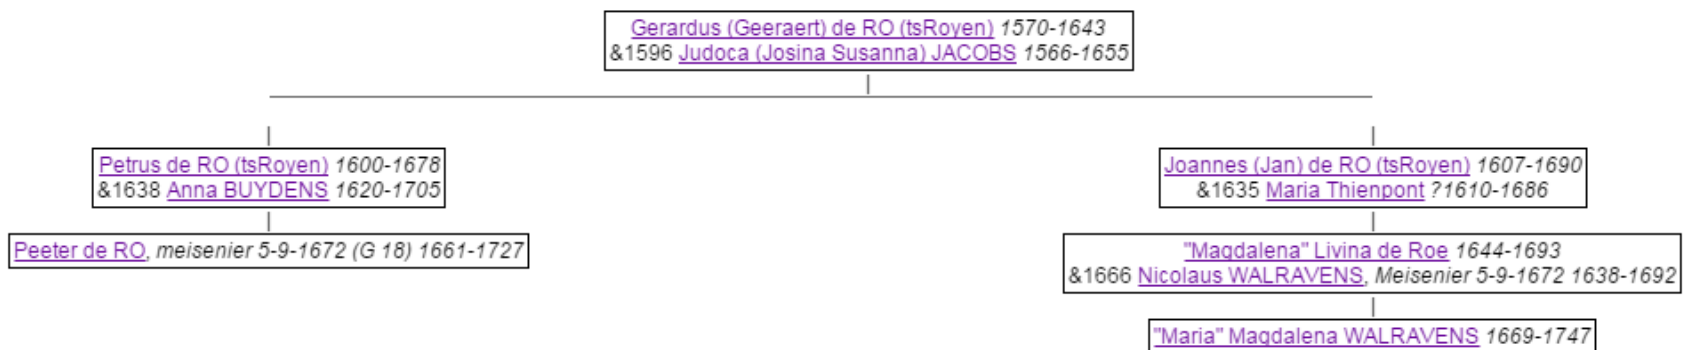 Gerardus (Geeraert) de RO (tsRoyen) 1570-1643
&1596 Judoca (Josina Susanna) JACOBS 1566-1655
Petrus de RO (tsRoyen) 1600-1678
&1638 Anna BUYDENS 1620-1705
Joannes (Jan) de RO (tsRoyen) 1607-1690
&1635 Maria Thienpont ?1610-1686
Peeter de RO, meisenier 5-9-1672 (G 18) 1661-1727
"Magdalena" Livina de Roe 1644-1693
&1666 Nicolaus WALRAVENS, Meisenier 5-9-1672 1638-1692
"Maria" Magdalena WALRAVENS 1669-1747